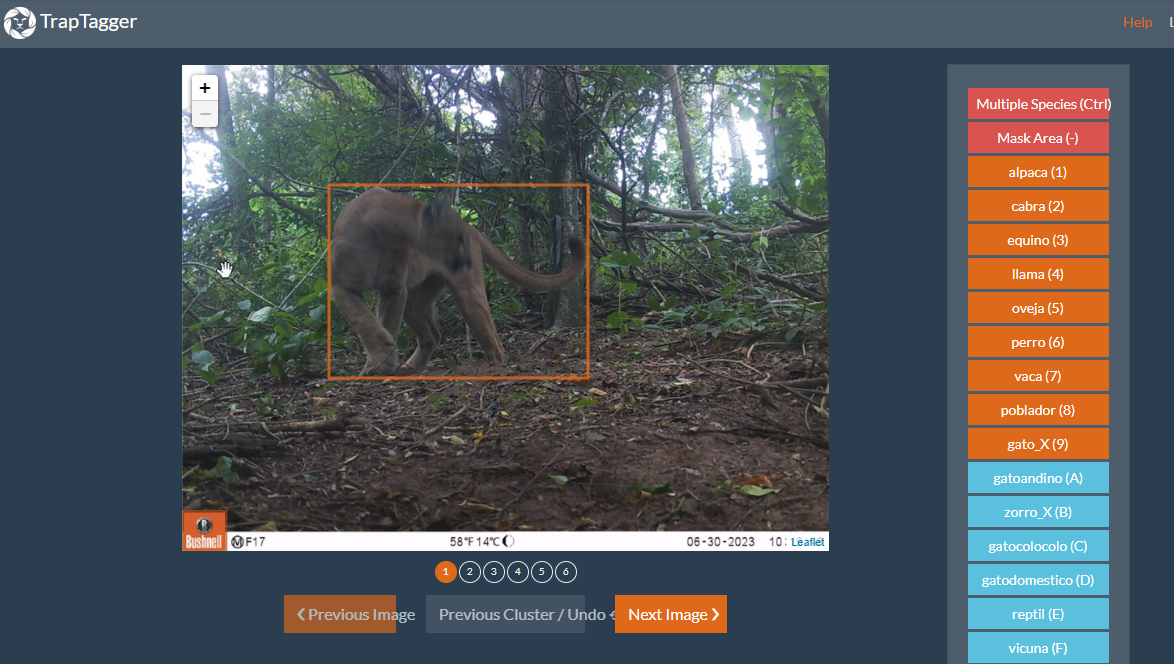 TrapTagger
Help
+
−
Multiple Species (Ctrl)
Mask Area (-)
alpaca (1)
cabra (2)
equino (3)
llama (4)
oveja (5)
perro (6)
vaca (7)
poblador (8)
gato_X (9)
gatoandino (A)
zorro_X (B)
gatocolocolo (C)
gatodomestico (D)
reptil (E)
vicuna (F)
Bushnell
M F17
58°F 14°C
06-30-2023
10:
Leaflet
1 2 3 4 5 6
Previous Image
Previous Cluster / Undo
Next Image